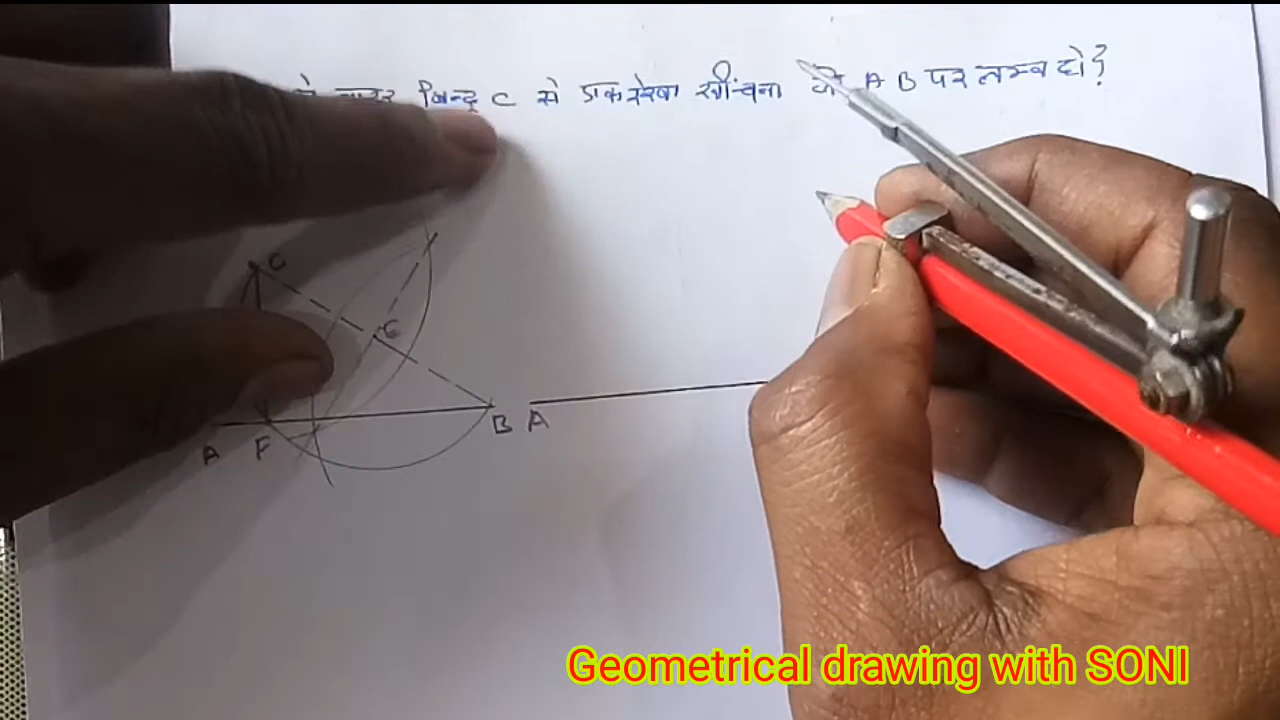 बिन्दु C से एक रेखा खींचना जो AB पर लम्ब हो?
C
E
B A
A F
Geometrical drawing with SONI